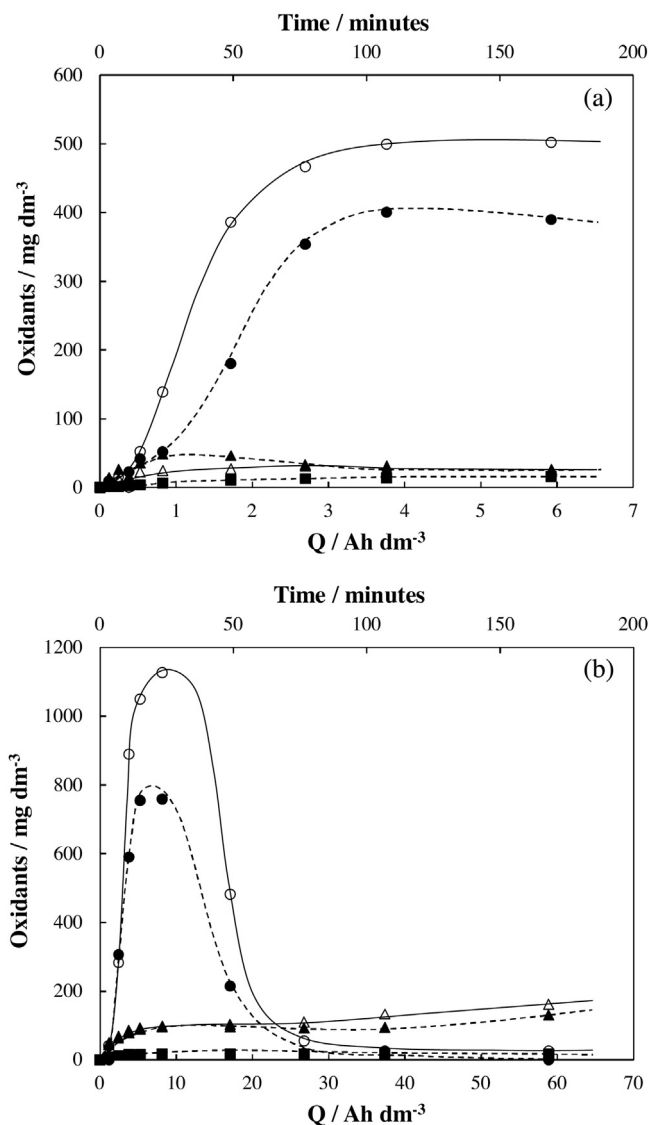 Time / minutes
0 50 100 150 200
(a)
600
500
400
300
200
100
0
Oxidants / mg dm⁻³
0 1 2 3 4 5 6 7
Q / Ah dm⁻³
Time / minutes
0 50 100 150 200
(b)
1200
1000
800
600
400
200
0
Oxidants / mg dm⁻³
0 10 20 30 40 50 60 70
Q / Ah dm⁻³